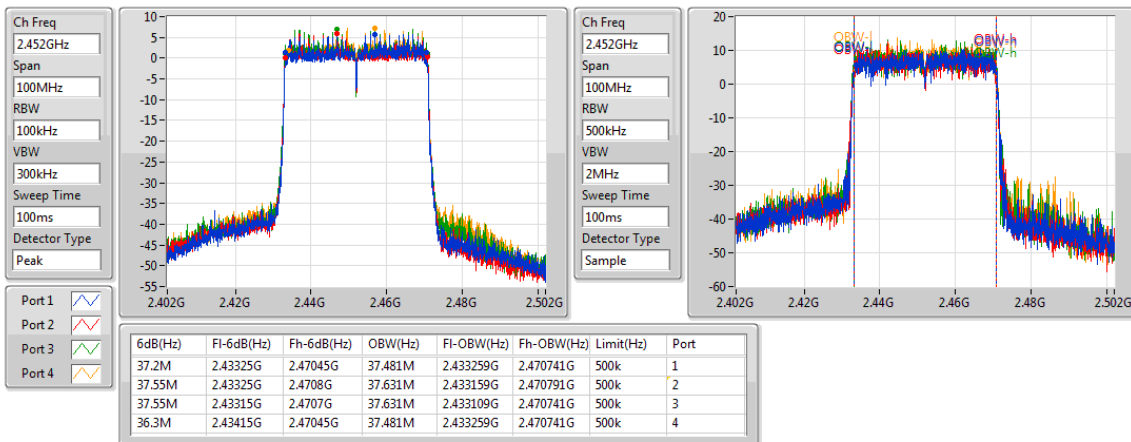 Ch Freq
2.452GHz
Span
100MHz
RBW
100kHz
VBW
300kHz
Sweep Time
100ms
Detector Type
Peak
10
5
0
-5
-10
-15
-20
-25
-30
-35
-40
-45
-50
-55
2.402G 2.42G 2.44G 2.46G 2.48G 2.502G
Ch Freq
2.452GHz
Span
100MHz
RBW
500kHz
VBW
2MHz
Sweep Time
100ms
Detector Type
Sample
20
10
0
-10
-20
-30
-40
-50
-60
OBW-l OBW-h
OBW-h
2.402G 2.42G 2.44G 2.46G 2.48G 2.502G
Port 1
Port 2
Port 3
Port 4
6dB(Hz) Fl-6dB(Hz) Fh-6dB(Hz) OBW(Hz) Fl-OBW(Hz) Fh-OBW(Hz) Limit(Hz) Port
37.2M 2.43325G 2.47045G 37.481M 2.433259G 2.470741G 500k 1
37.55M 2.43325G 2.4708G 37.631M 2.433159G 2.470791G 500k 2
37.55M 2.43315G 2.4707G 37.631M 2.433109G 2.470741G 500k 3
36.3M 2.43415G 2.47045G 37.481M 2.433259G 2.470741G 500k 4